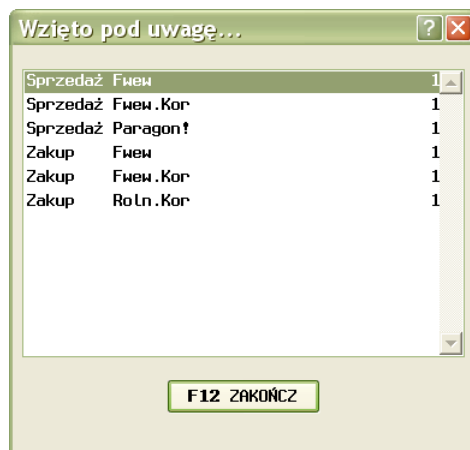 Wzięto pod uwagę...
Sprzedaż Fwew 1
Sprzedaż Fwew.Kor 1
Sprzedaż Paragon! 1
Zakup Fwew 1
Zakup Fwew.Kor 1
Zakup Roln.Kor 1
F12 ZAKOŃCZ